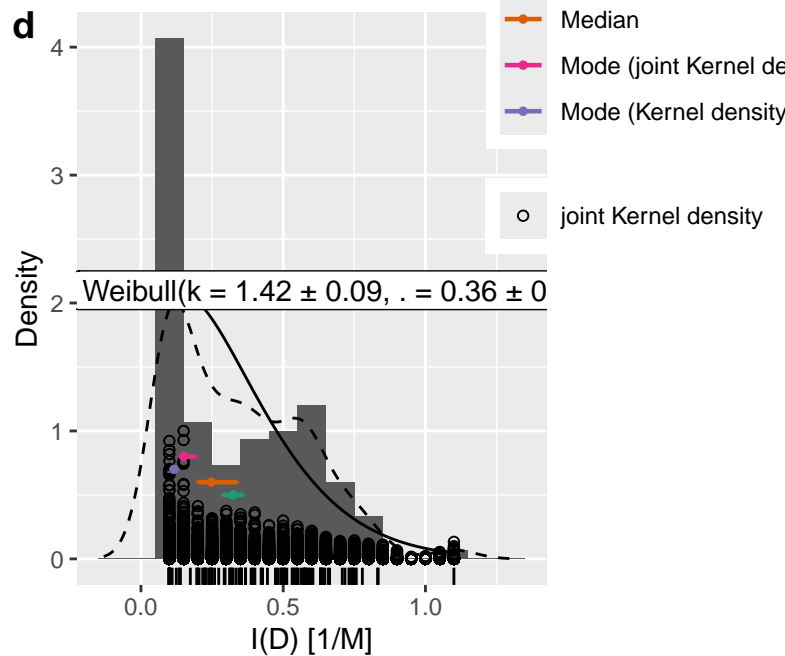 d
Median
Mode (joint Kernel de
Mode (Kernel density
joint Kernel density
Weibull(k = 1.42 ± 0.09, . = 0.36 ± 0
Density
4
3
2
1
0
0.0 0.5 1.0
I(D) [1/M]